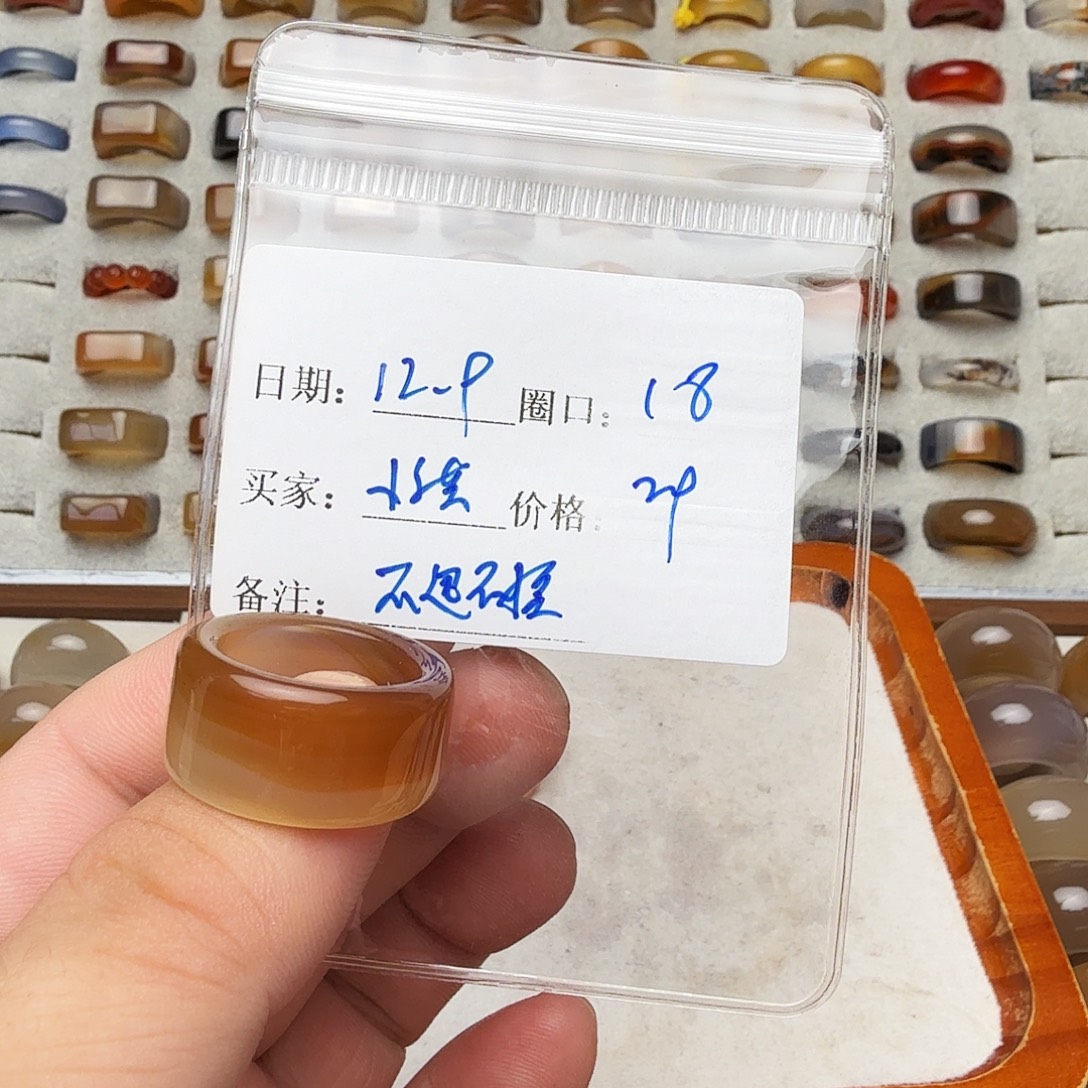 日期: 12-9 圈口: 18
买家: 价格: 29
备注: 不退不换